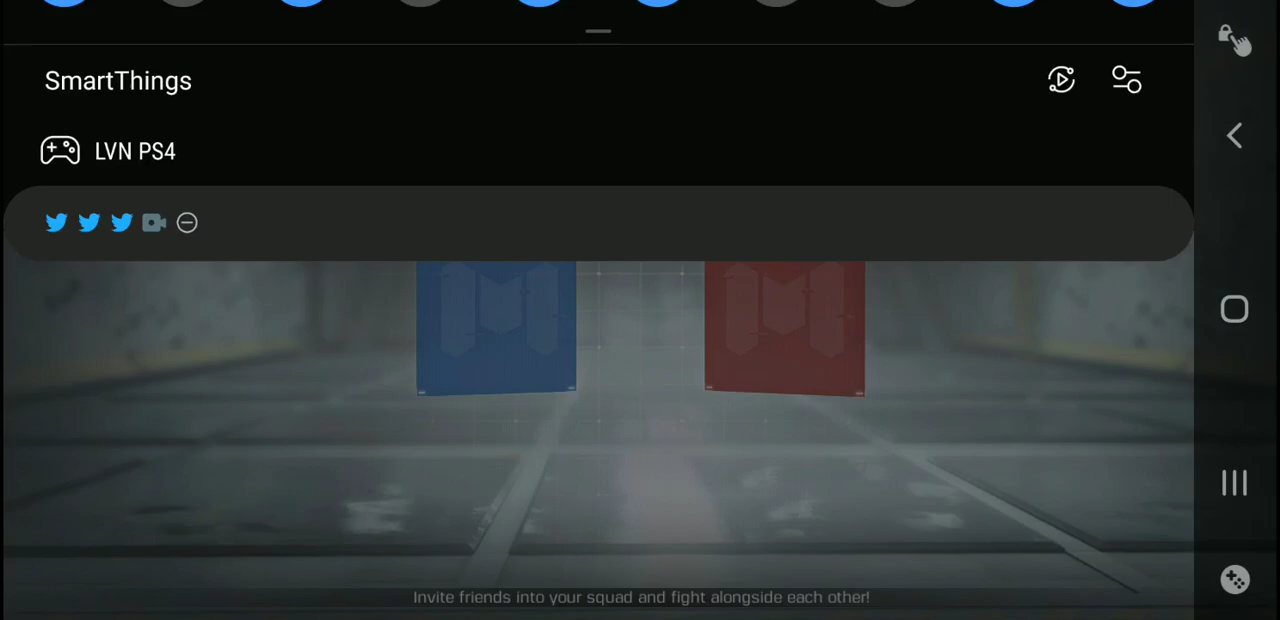 SmartThings
LVN PS4
Invite friends into your squad and fight alongside each other!